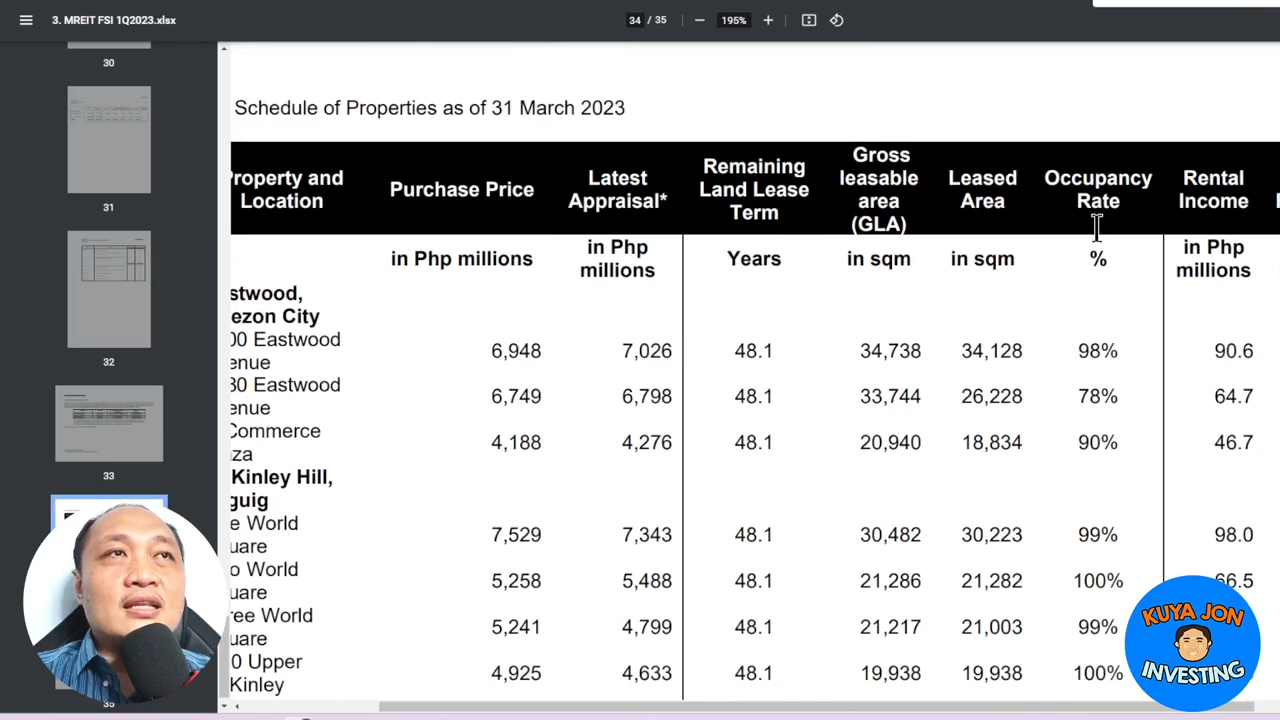 3. MREIT FSI 1Q2023.xlsx
34 / 35
195%
30
31
32
33
35
Schedule of Properties as of 31 March 2023
Property and Location Purchase Price Latest Appraisal* Remaining Land Lease Term Gross leasable area (GLA) Leased Area Occupancy Rate Rental Income
in Php millions in Php millions Years in sqm in sqm % in Php millions
stwood,
ezon City
00 Eastwood
enue 6,948 7,026 48.1 34,738 34,128 98% 90.6
80 Eastwood
enue 6,749 6,798 48.1 33,744 26,228 78% 64.7
Commerce
za 4,188 4,276 48.1 20,940 18,834 90% 46.7
Kinley Hill,
guig
e World
uare 7,529 7,343 48.1 30,482 30,223 99% 98.0
o World
uare 5,258 5,488 48.1 21,286 21,282 100% 66.5
ree World
uare 5,241 4,799 48.1 21,217 21,003 99%
0 Upper
Kinley 4,925 4,633 48.1 19,938 19,938 100%
KUYA JON
INVESTING